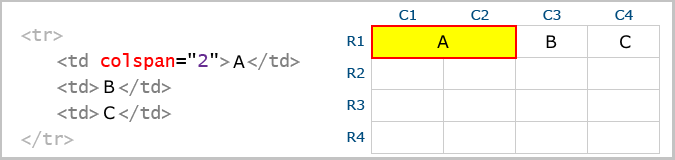 <tr>
<td colspan="2">A</td>
<td>B</td>
<td>C</td>
</tr>
C1 C2 C3 C4
R1 A B C
R2
R3
R4